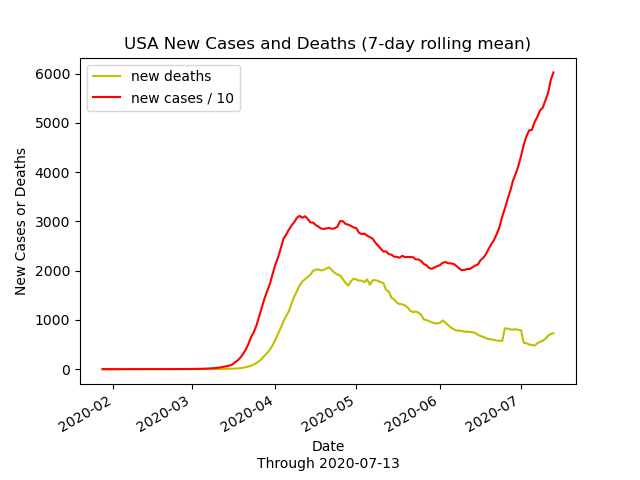 USA New Cases and Deaths (7-day rolling mean)
new deaths
new cases / 10
New Cases or Deaths
6000
5000
4000
3000
2000
1000
0
2020-02
2020-03
2020-04
2020-05
2020-06
2020-07
Date
Through 2020-07-13